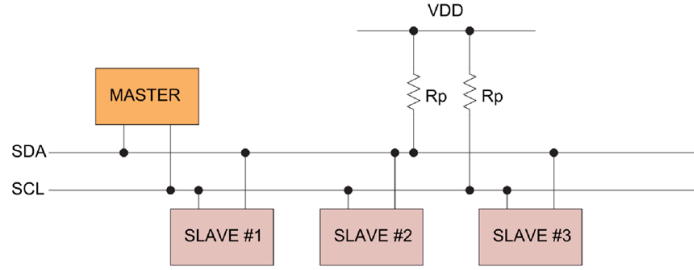 VDD
MASTER
Rp
Rp
SDA
SCL
SLAVE #1
SLAVE #2
SLAVE #3